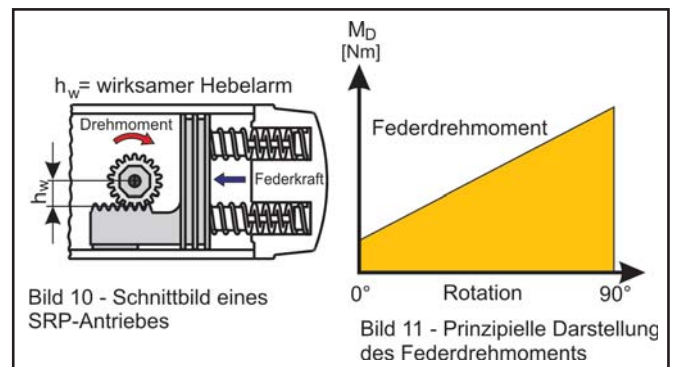 h_w= wirksamer Hebelarm
Drehmoment
h_w
Federkraft
Bild 10 - Schnittbild eines
SRP-Antriebes
M_D
[Nm]
Federdrehmoment
0°
Rotation
90°
Bild 11 - Prinzipielle Darstellung
des Federdrehmoments